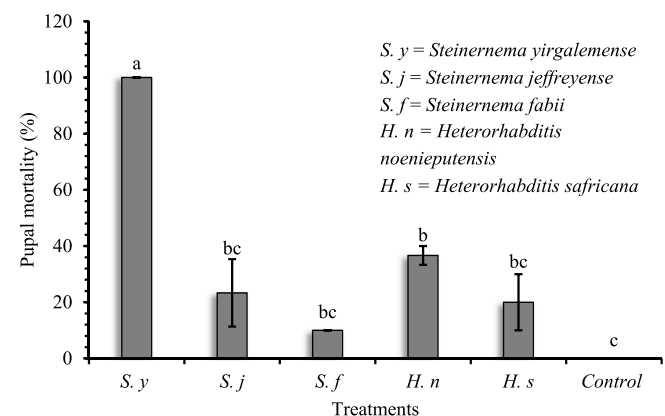 120
100
80
60
40
20
0
Pupal mortality (%)
a
bc
bc
b
bc
c
S. y = Steinernema yirgalemense
S. j = Steinernema jeffreyense
S. f = Steinernema fabii
H. n = Heterorhabditis
noenieputensis
H. s = Heterorhabditis safricana
S. y S. j S. f H. n H. s Control
Treatments